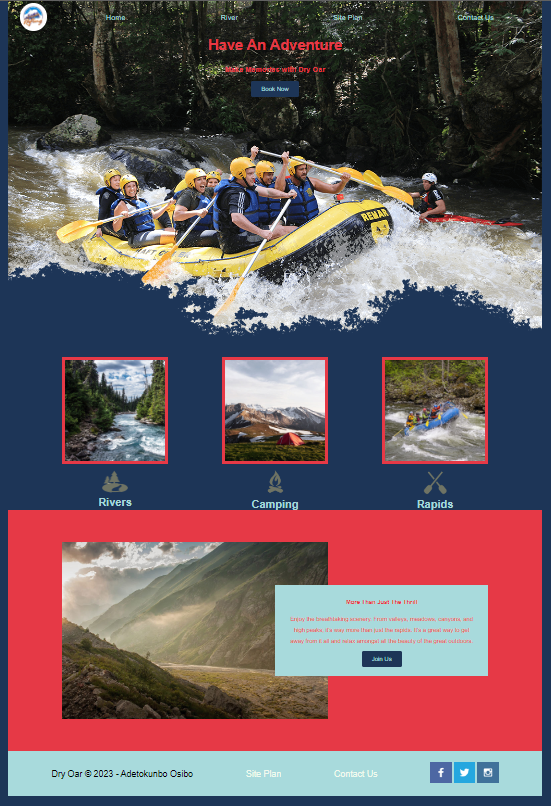 Home River Site Plan Contact Us
Have An Adventure
Make Memories with Dry Oar
Book Now
REMAR
Rivers Camping Rapids
More Than Just The Thrill
Enjoy the breathtaking scenery. From valleys, meadows, canyons, and
high peaks. It's way more than just the rapids. It's a great way to get
away from it all and relax amongst all the beauty of the great outdoors.
Join Us
Dry Oar © 2023 - Adetokunbo Osibo Site Plan Contact Us